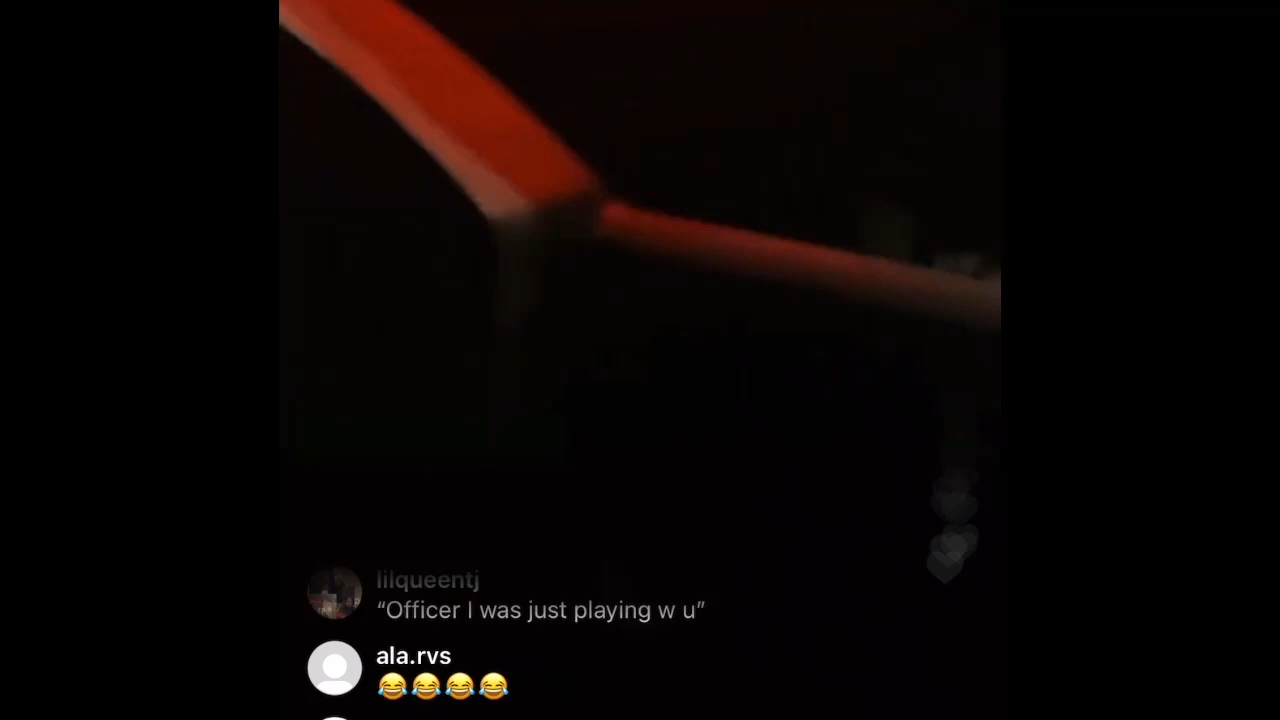 lilqueentj
“Officer I was just playing w u”
ala.rvs
😂😂😂😂